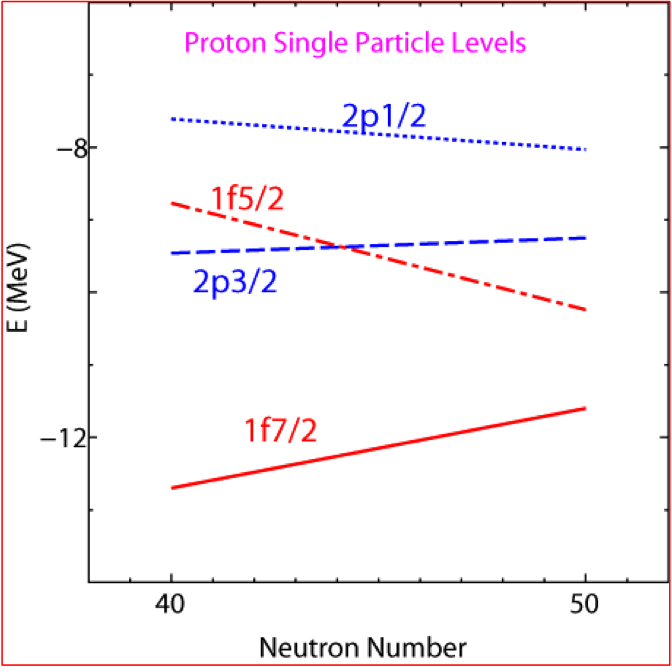 Proton Single Particle Levels
2p1/2
−8
1f5/2
2p3/2
E (MeV)
1f7/2
−12
40
50
Neutron Number